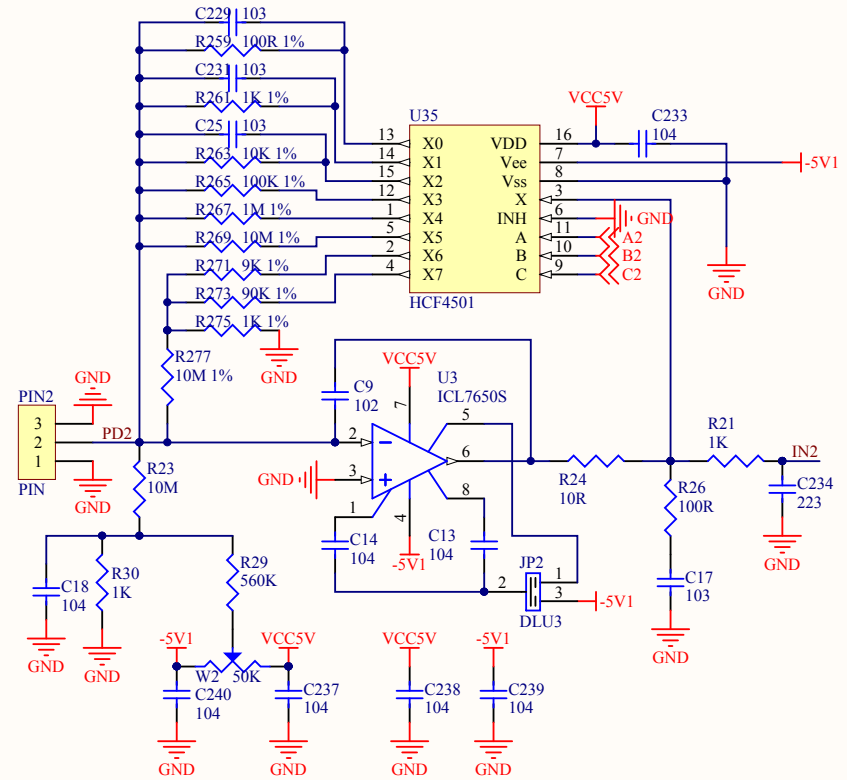 C229 103
R259 100R 1%
C231 103
R261 1K 1%
C25 103
R263 10K 1%
R265 100K 1%
R267 1M 1%
R269 10M 1%
R271 9K 1%
R273 90K 1%
R275 1K 1%
R277
10M 1%
GND
U35
13 X0 VDD 16
14 X1 Vee 7
15 X2 Vss 8
12 X3 X 3
1 X4 INH 6
5 X5 A 11
2 X6 B 10
4 X7 C 9
HCF4501
VCC5V
C233
104
-5V1
GND
A2
B2
C2
GND
GND
PIN2
3
2
1
PIN
PD2
GND
R23
10M
C9
102
VCC5V
7
U3
ICL7650S
5
2
6
3
GND
1
8
4
-5V1
C14
104
C13
104
JP2
1
2
3
DLU3
-5V1
R24
10R
R21
1K
IN2
R26
100R
C234
223
GND
C17
103
GND
C18
104
R30
1K
R29
560K
GND
GND
-5V1
VCC5V
W2 50K
C240
104
C237
104
GND
GND
VCC5V
C238
104
GND
-5V1
C239
104
GND